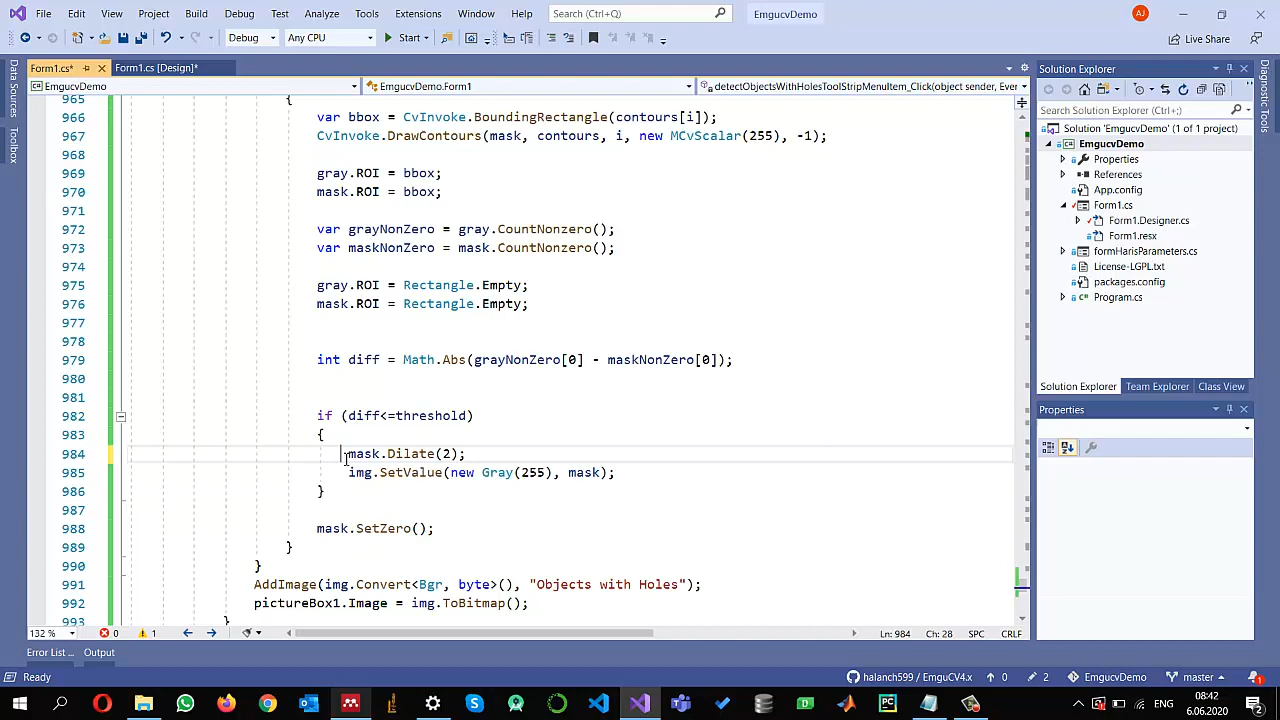 File Edit View Project Build Debug Test Analyze Tools Extensions Window Help Search (Ctrl+Q) EmgucvDemo AJ
Debug Any CPU Start Live Share
Form1.cs* Form1.cs [Design]* Solution Explorer
EmgucvDemo EmgucvDemo.Form1 detectObjectsWithHolesToolStripMenuItem_Click(object sender, Even
Data Sources Toolbox
Diagnostic Tools
965 {
966 var bbox = CvInvoke.BoundingRectangle(contours[i]);
967 CvInvoke.DrawContours(mask, contours, i, new MCvScalar(255), -1);
968
969 gray.ROI = bbox;
970 mask.ROI = bbox;
971
972 var grayNonZero = gray.CountNonzero();
973 var maskNonZero = mask.CountNonzero();
974
975 gray.ROI = Rectangle.Empty;
976 mask.ROI = Rectangle.Empty;
977
978
979 int diff = Math.Abs(grayNonZero[0] - maskNonZero[0]);
980
981
982 if (diff<=threshold)
983 {
984 mask.Dilate(2);
985 img.SetValue(new Gray(255), mask);
986 }
987
988 mask.SetZero();
989 }
990 }
991 AddImage(img.Convert<Bgr, byte>(), "Objects with Holes");
992 pictureBox1.Image = img.ToBitmap();
993 }
Search Solution Explorer (Ctrl+;)
Solution 'EmgucvDemo' (1 of 1 project)
EmgucvDemo
Properties
References
App.config
Form1.cs
Form1.Designer.cs
Form1.resx
formHarisParameters.cs
License-LGPL.txt
packages.config
Program.cs
Solution Explorer Team Explorer Class View
Properties
132 % 0 1 Ln: 984 Ch: 28 SPC CRLF
Error List ... Output
Ready halanch599 / EmguCV4.x 0 2 EmgucvDemo master
ENG 08:42
6.06.2020